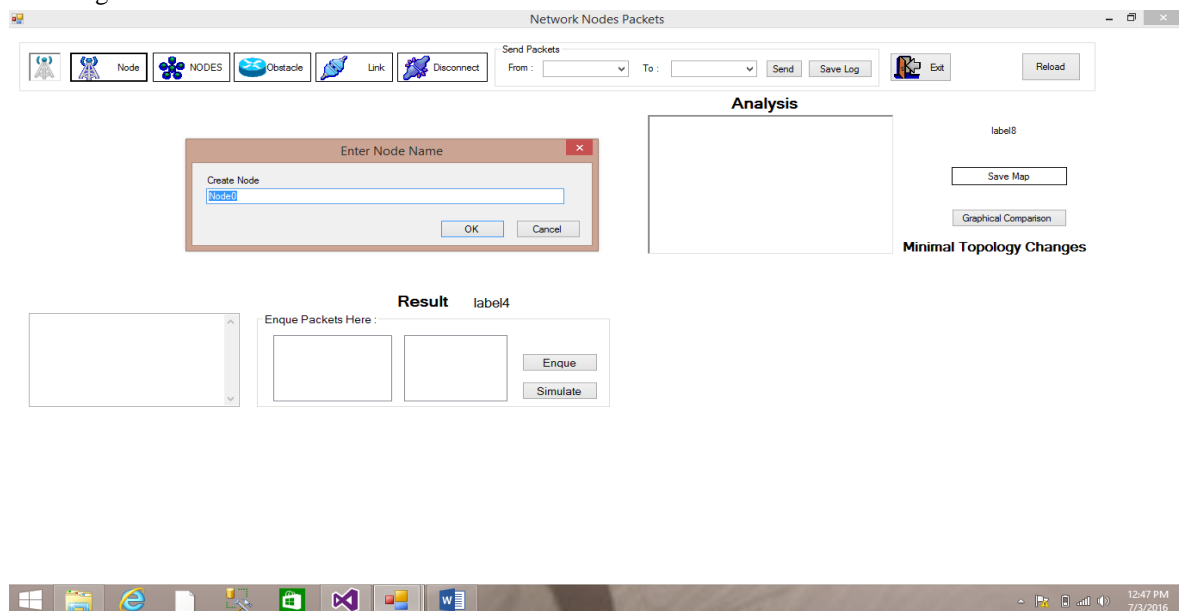 Network Nodes Packets
Node
NODES
Obstacle
Link
Disconnect
Send Packets
From :
To :
Send
Save Log
Exit
Reload
Analysis
label8
Enter Node Name
Create Node
Node0
OK
Cancel
Save Map
Graphical Comparison
Minimal Topology Changes
Result
label4
Enque Packets Here :
Enque
Simulate
12:47 PM
7/3/2016